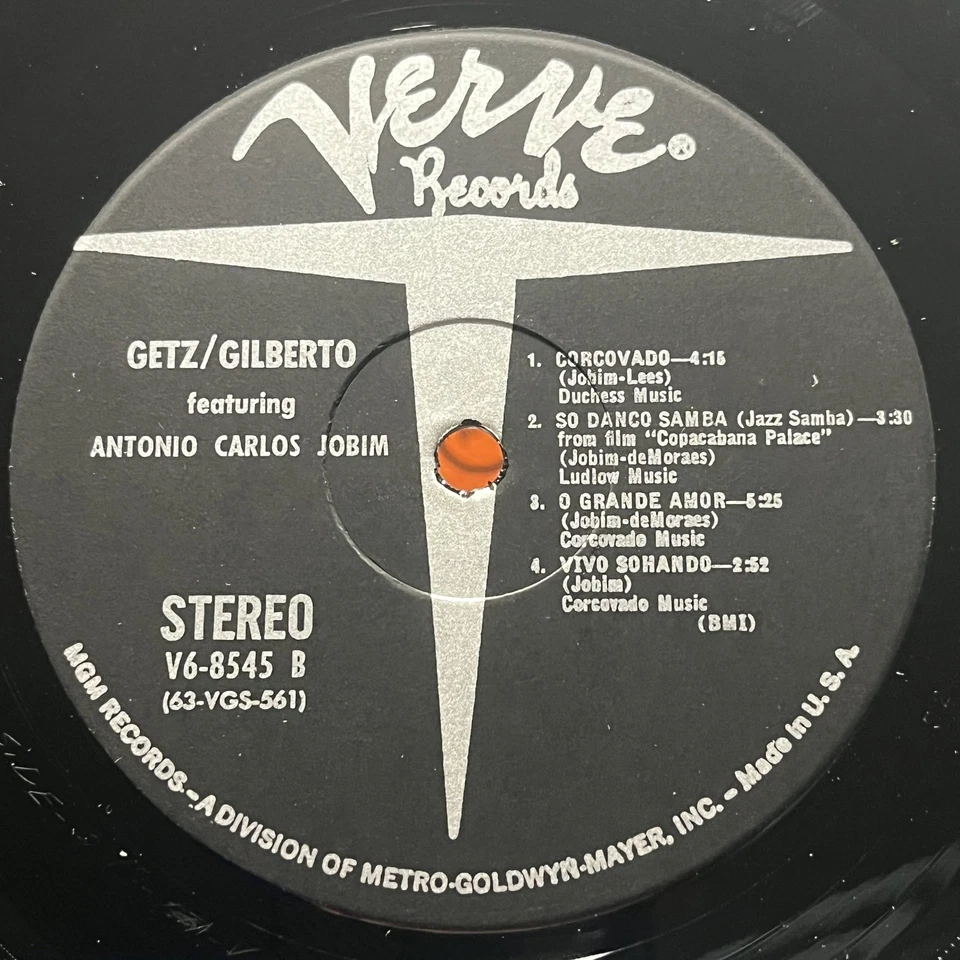 Verve®
Records
GETZ/GILBERTO
featuring
ANTONIO CARLOS JOBIM
STEREO
V6-8545 B
(63-VGS-561)
1. CORCOVADO—4:15
(Jobim-Lees)
Duchess Music
2. SO DANCO SAMBA (Jazz Samba)—3:30
from film "Copacabana Palace"
(Jobim-deMoraes)
Ludlow Music
3. O GRANDE AMOR—5:25
(Jobim-deMoraes)
Corcovado Music
4. VIVO SOHANDO—2:52
(Jobim)
Corcovado Music
(BMI)
MGM RECORDS - A DIVISION OF METRO-GOLDWYN-MAYER, INC. - Made in U. S. A.